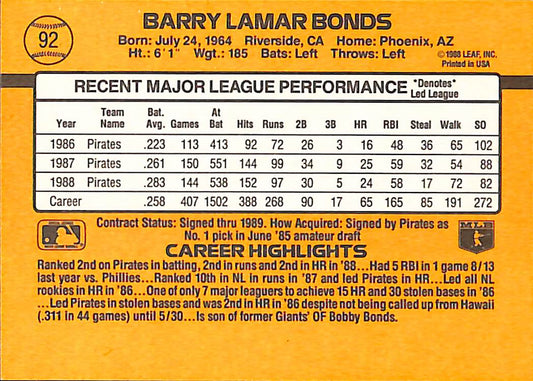 92
BARRY LAMAR BONDS
Born: July 24, 1964 Riverside, CA Home: Phoenix, AZ
Ht.: 6'1" Wgt.: 185 Bats: Left Throws: Left
©1988 LEAF, INC.
Printed in USA
RECENT MAJOR LEAGUE PERFORMANCE *Denotes Led League
Year Team Name Bat. Avg. Games At Bat Hits Runs 2B 3B HR RBI Steal Walk SO
1986 Pirates .223 113 413 92 72 26 3 16 48 36 65 102
1987 Pirates .261 150 551 144 99 34 9 25 59 32 54 88
1988 Pirates .283 144 538 152 97 30 5 24 58 17 72 82
Career .258 407 1502 388 268 90 17 65 165 85 191 272
Contract Status: Signed thru 1989. How Acquired: Signed by Pirates as
No. 1 pick in June '85 amateur draft
MLB
CAREER HIGHLIGHTS
Ranked 2nd on Pirates in batting, 2nd in runs and 2nd in HR in '88...Had 5 RBI in 1 game 8/13
last year vs. Phillies...Ranked 10th in NL in runs in '87 and led Pirates in HR...Led all NL
rookies in HR in '86...One of only 7 major leaguers to achieve 15 HR and 30 stolen bases in '86
...Led Pirates in stolen bases and was 2nd in HR in '86 despite not being called up from Hawaii
(.311 in 44 games) until 5/30...Is son of former Giants' OF Bobby Bonds.